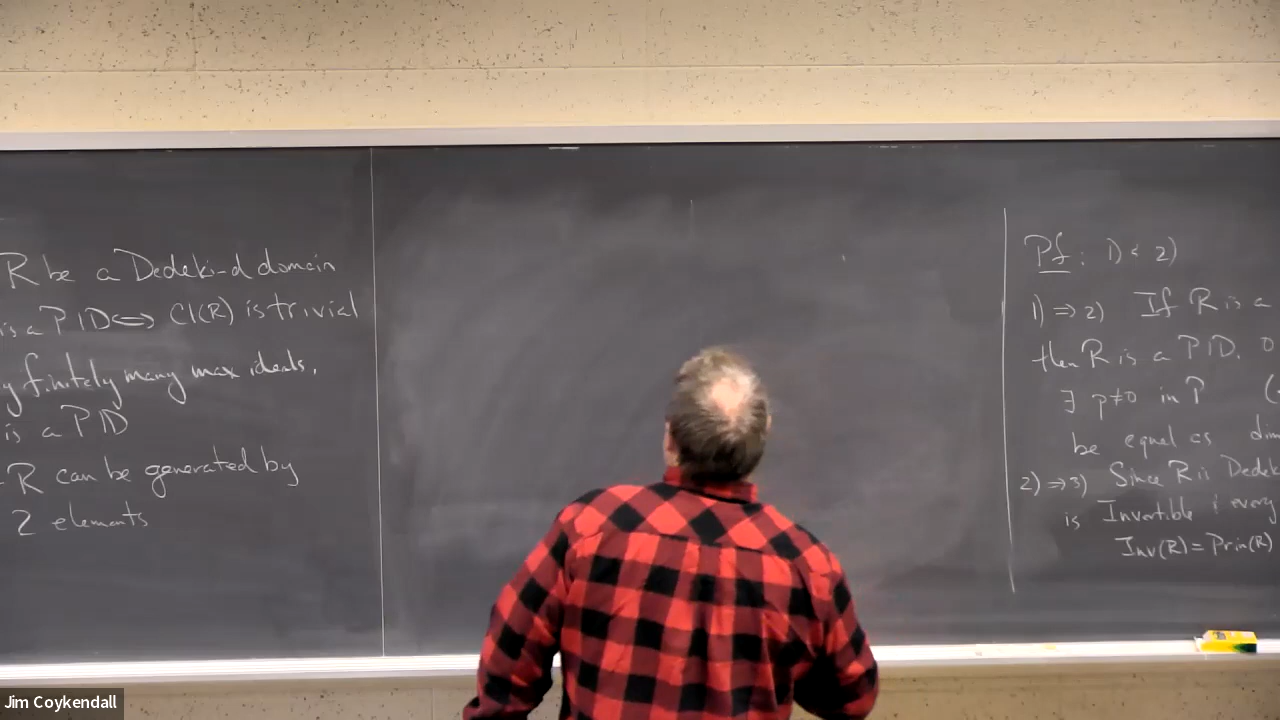 R be a Dedeki-d domain
is a PID ⟺ Cl(R) is trivial
y finitely many max ideals.
is a PID
R can be generated by
2 elements
Pf: 1) 2)
1) ⇒ 2) If R is a
then R is a PID.
∃ p≠0 in P
be equal as dim
2) ⇒ 3) Since R is Dedek
is Invertible & every
Inv(R) = Prin(R)
Jim Coykendall